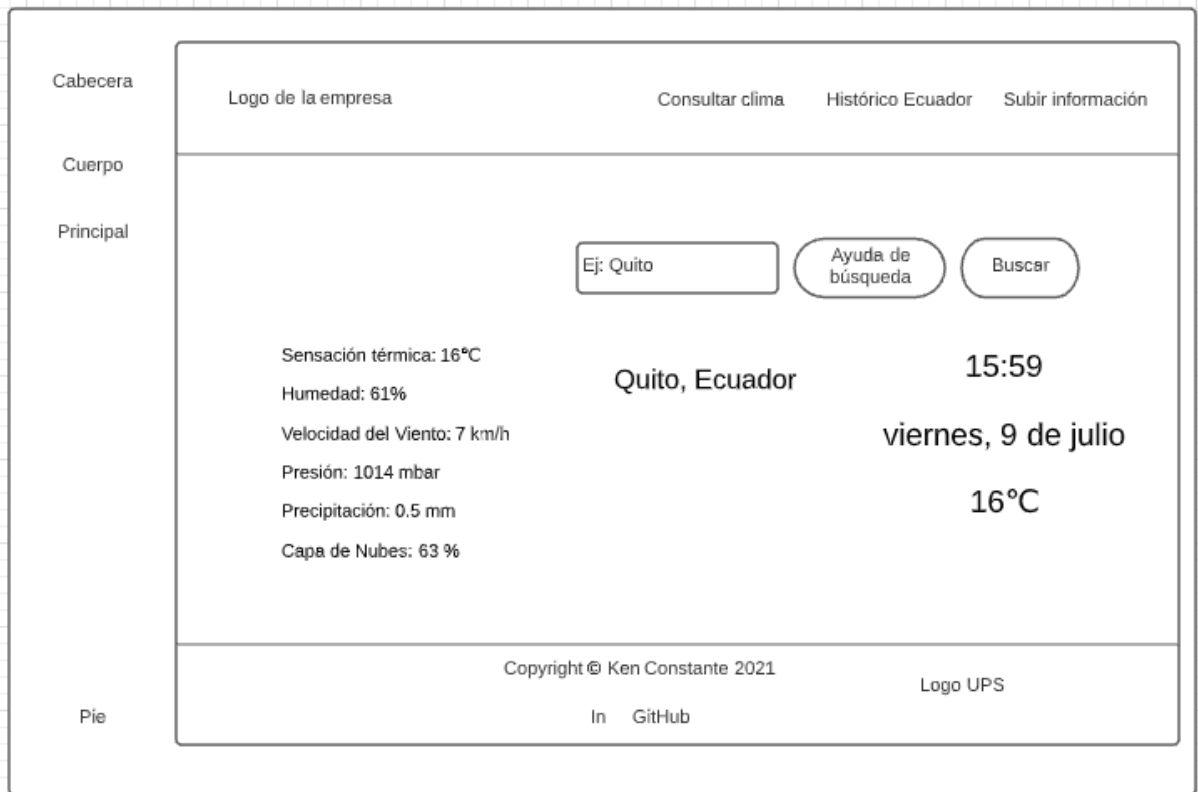 Cabecera
Logo de la empresa
Consultar clima
Histórico Ecuador
Subir información
Cuerpo
Principal
Ej: Quito
Ayuda de
búsqueda
Buscar
Sensación térmica: 16°C
Humedad: 61%
Velocidad del Viento: 7 km/h
Presión: 1014 mbar
Precipitación: 0.5 mm
Capa de Nubes: 63 %
Quito, Ecuador
15:59
viernes, 9 de julio
16°C
Pie
Copyright © Ken Constante 2021
In
GitHub
Logo UPS